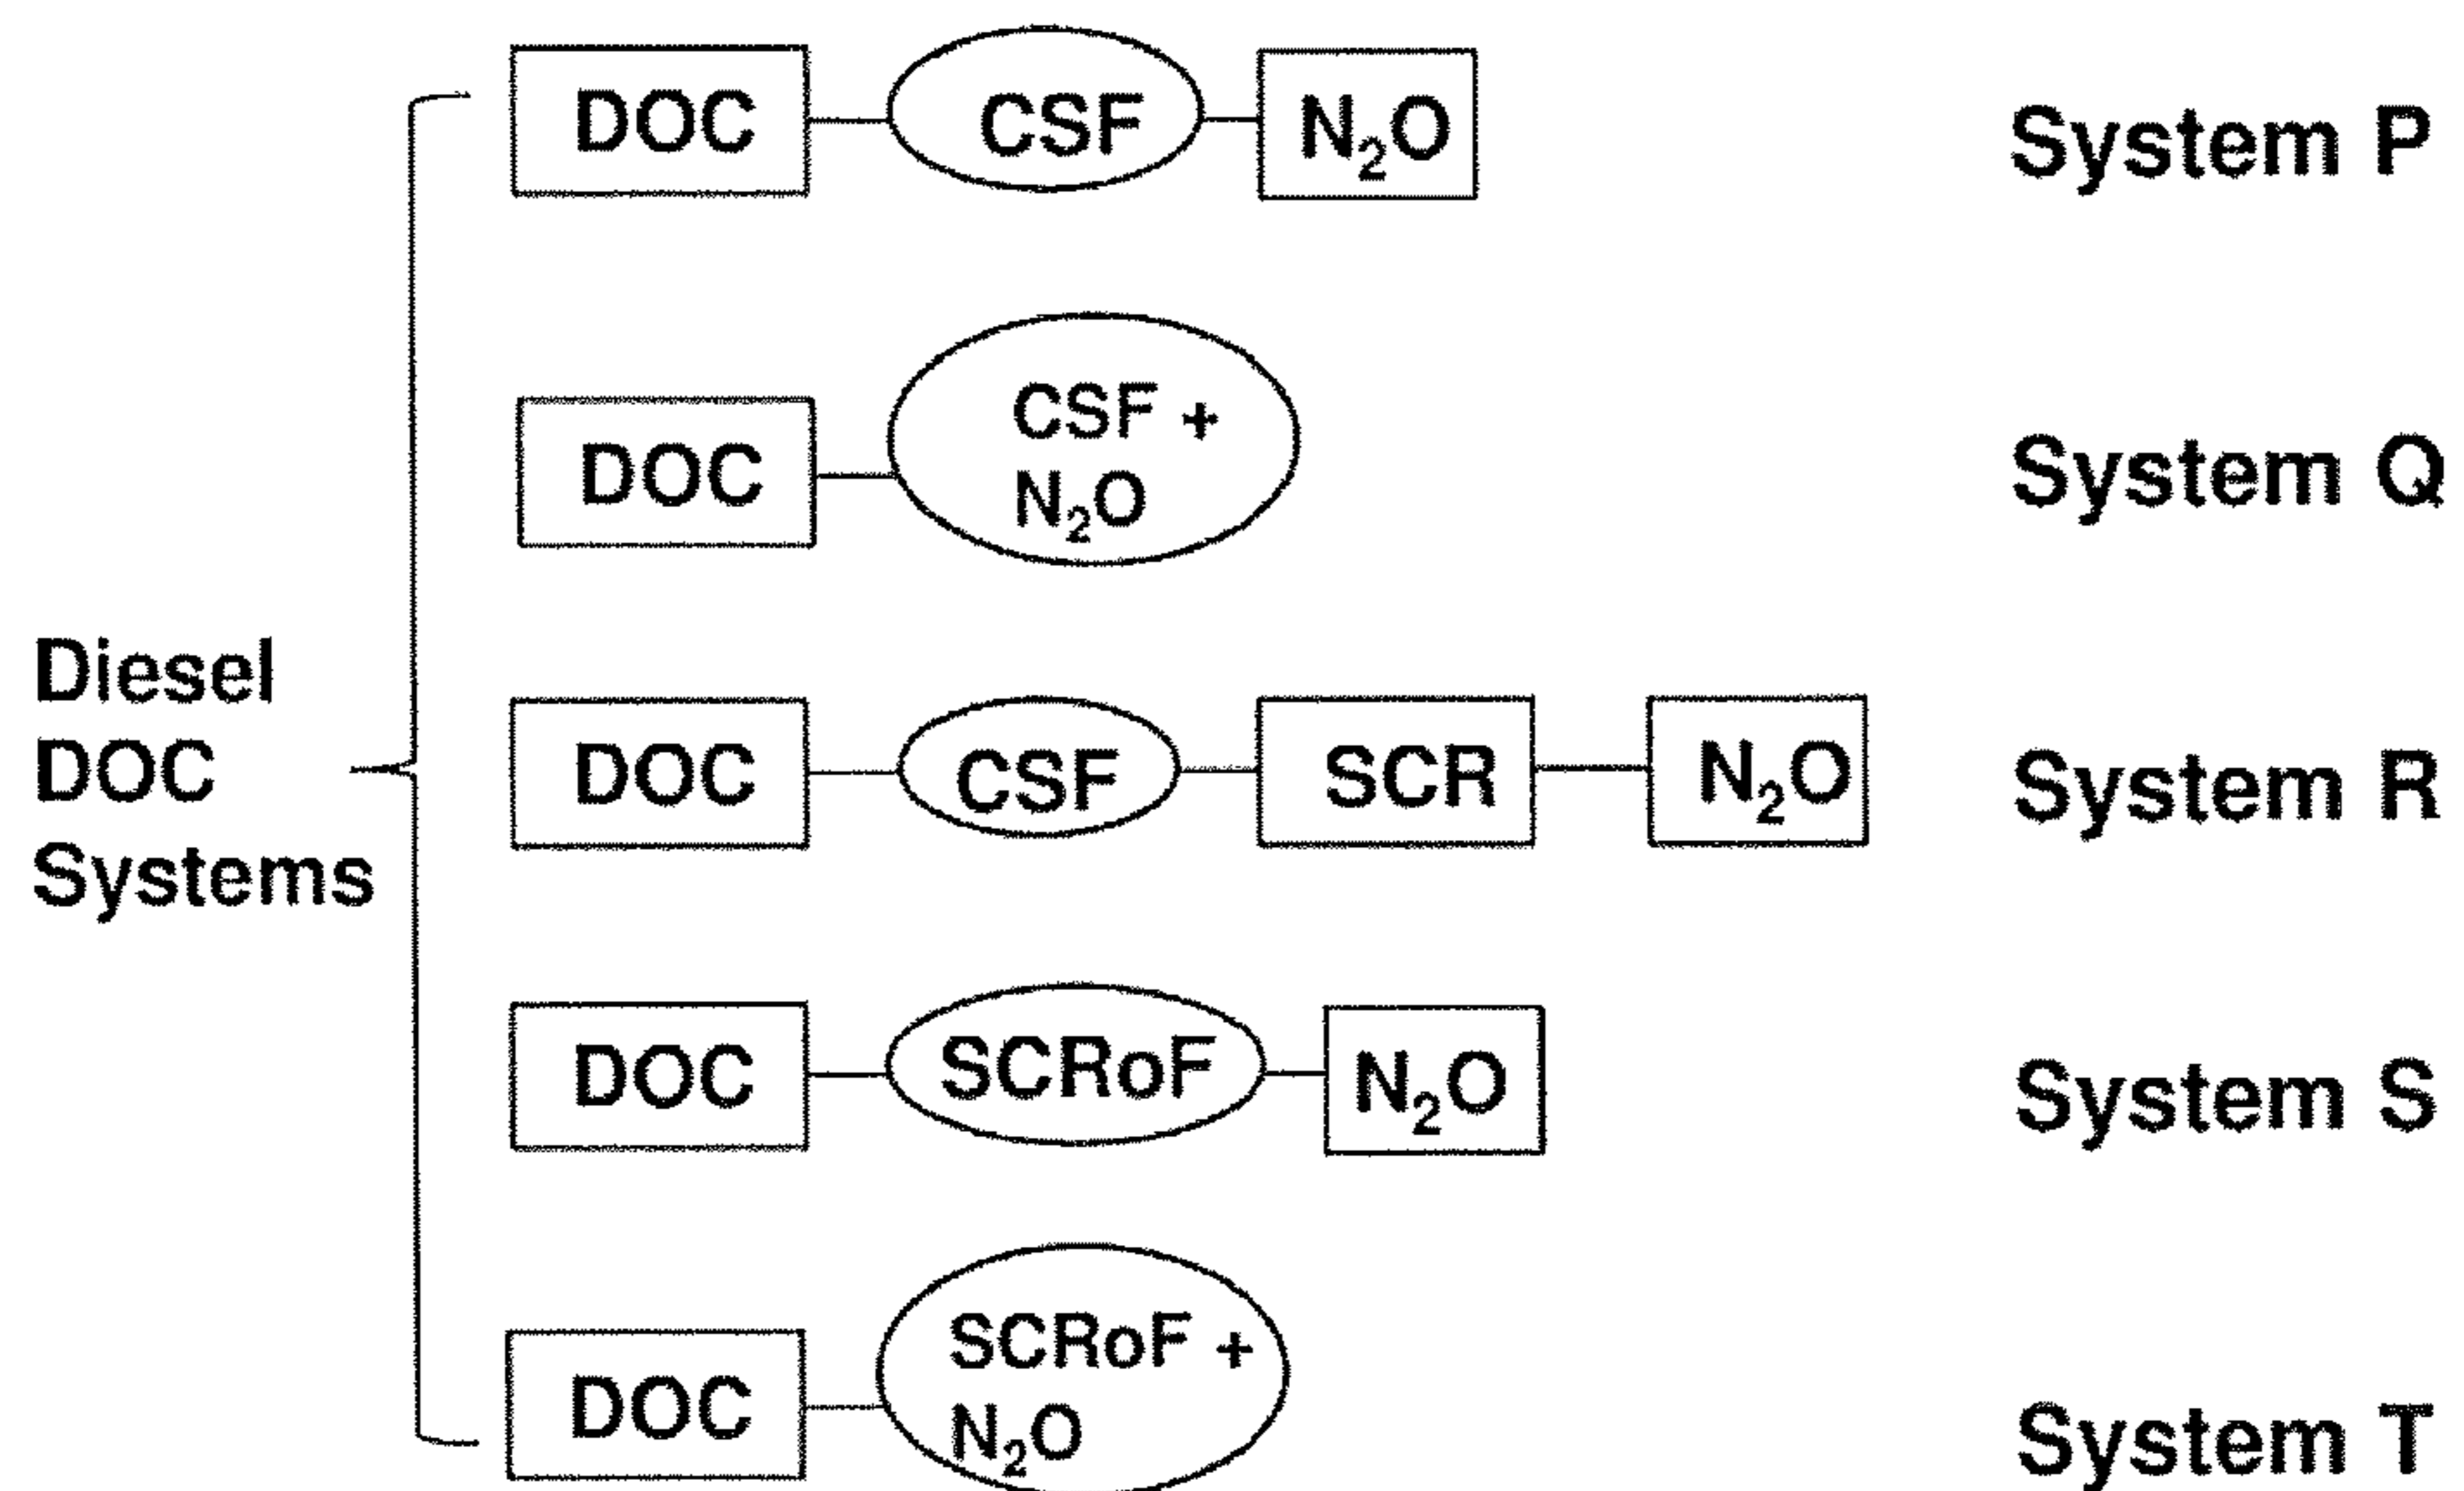 DOC CSF N₂O System P
DOC CSF + N₂O System Q
Diesel DOC Systems
DOC CSF SCR N₂O System R
DOC SCRoF N₂O System S
DOC SCRoF + N₂O System T